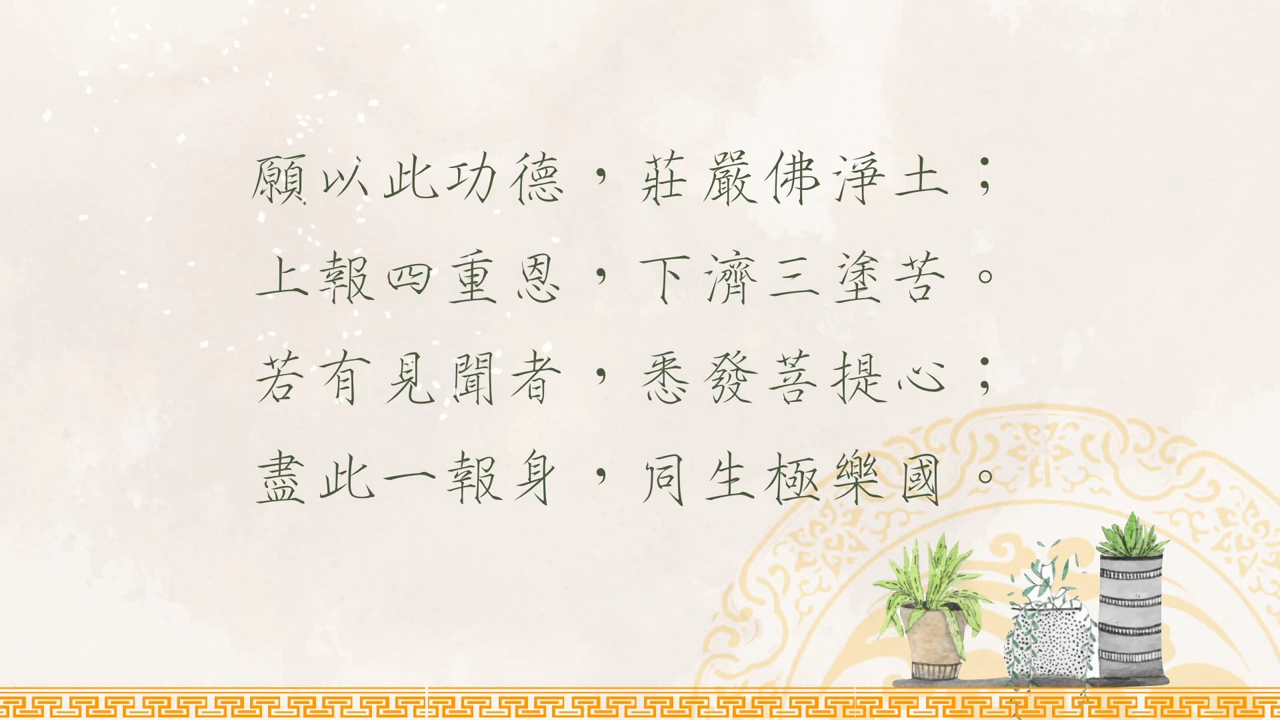 願以此功德，莊嚴佛淨土；
上報四重恩，下濟三塗苦。
若有見聞者，悉發菩提心；
盡此一報身，同生極樂國。